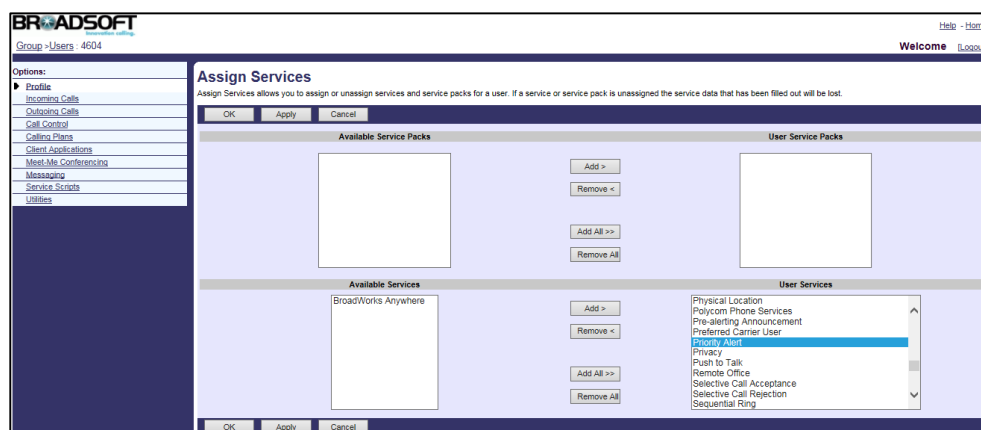 BROADSOFT
innovation calling.
Help - Hom
Group >Users : 4604
Welcome [Logou
Options:
Profile
Incoming Calls
Outgoing Calls
Call Control
Calling Plans
Client Applications
Meet-Me Conferencing
Messaging
Service Scripts
Utilities
Assign Services
Assign Services allows you to assign or unassign services and service packs for a user. If a service or service pack is unassigned the service data that has been filled out will be lost.
OK Apply Cancel
Available Service Packs User Service Packs
Add >
Remove <
Add All >>
Remove All
Available Services User Services
BroadWorks Anywhere
Add >
Remove <
Add All >>
Remove All
Physical Location
Polycom Phone Services
Pre-alerting Announcement
Preferred Carrier User
Priority Alert
Privacy
Push to Talk
Remote Office
Selective Call Acceptance
Selective Call Rejection
Sequential Ring
OK Apply Cancel